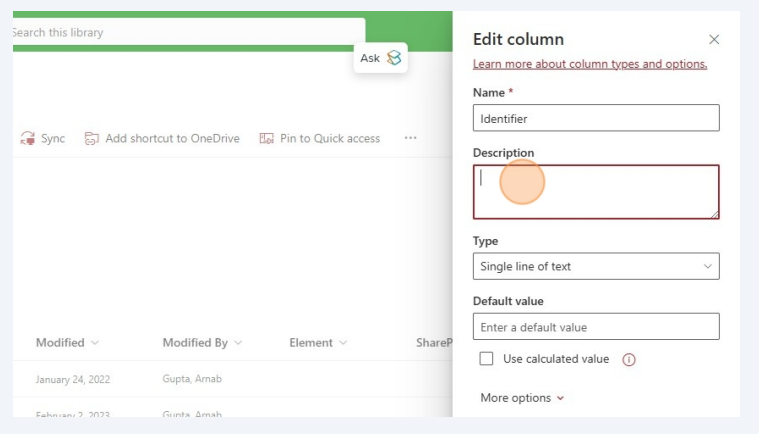 Search this library
Ask
Sync Add shortcut to OneDrive Pin to Quick access ...
Modified Modified By Element ShareP
January 24, 2022 Gupta, Arnab
February 2, 2023 Gupta, Arnab
Edit column
Learn more about column types and options.
Name *
Identifier
Description
Type
Single line of text
Default value
Enter a default value
Use calculated value
More options